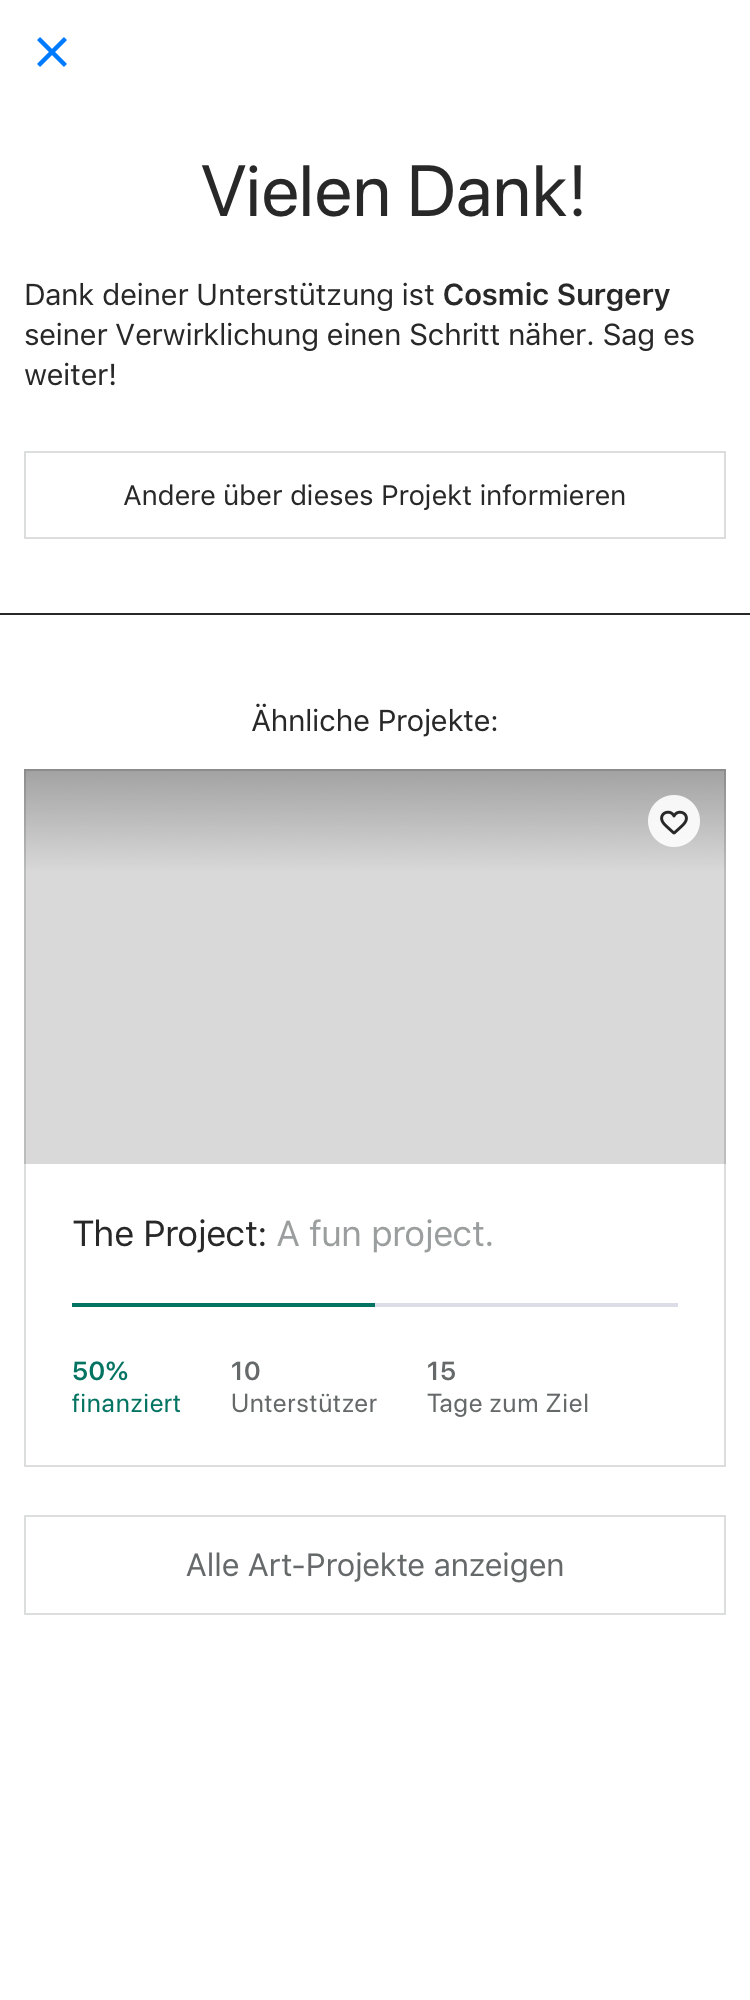 Vielen Dank!
Dank deiner Unterstützung ist Cosmic Surgery
seiner Verwirklichung einen Schritt näher. Sag es
weiter!
Andere über dieses Projekt informieren
Ähnliche Projekte:
The Project: A fun project.
50% 10 15
finanziert Unterstützer Tage zum Ziel
Alle Art-Projekte anzeigen